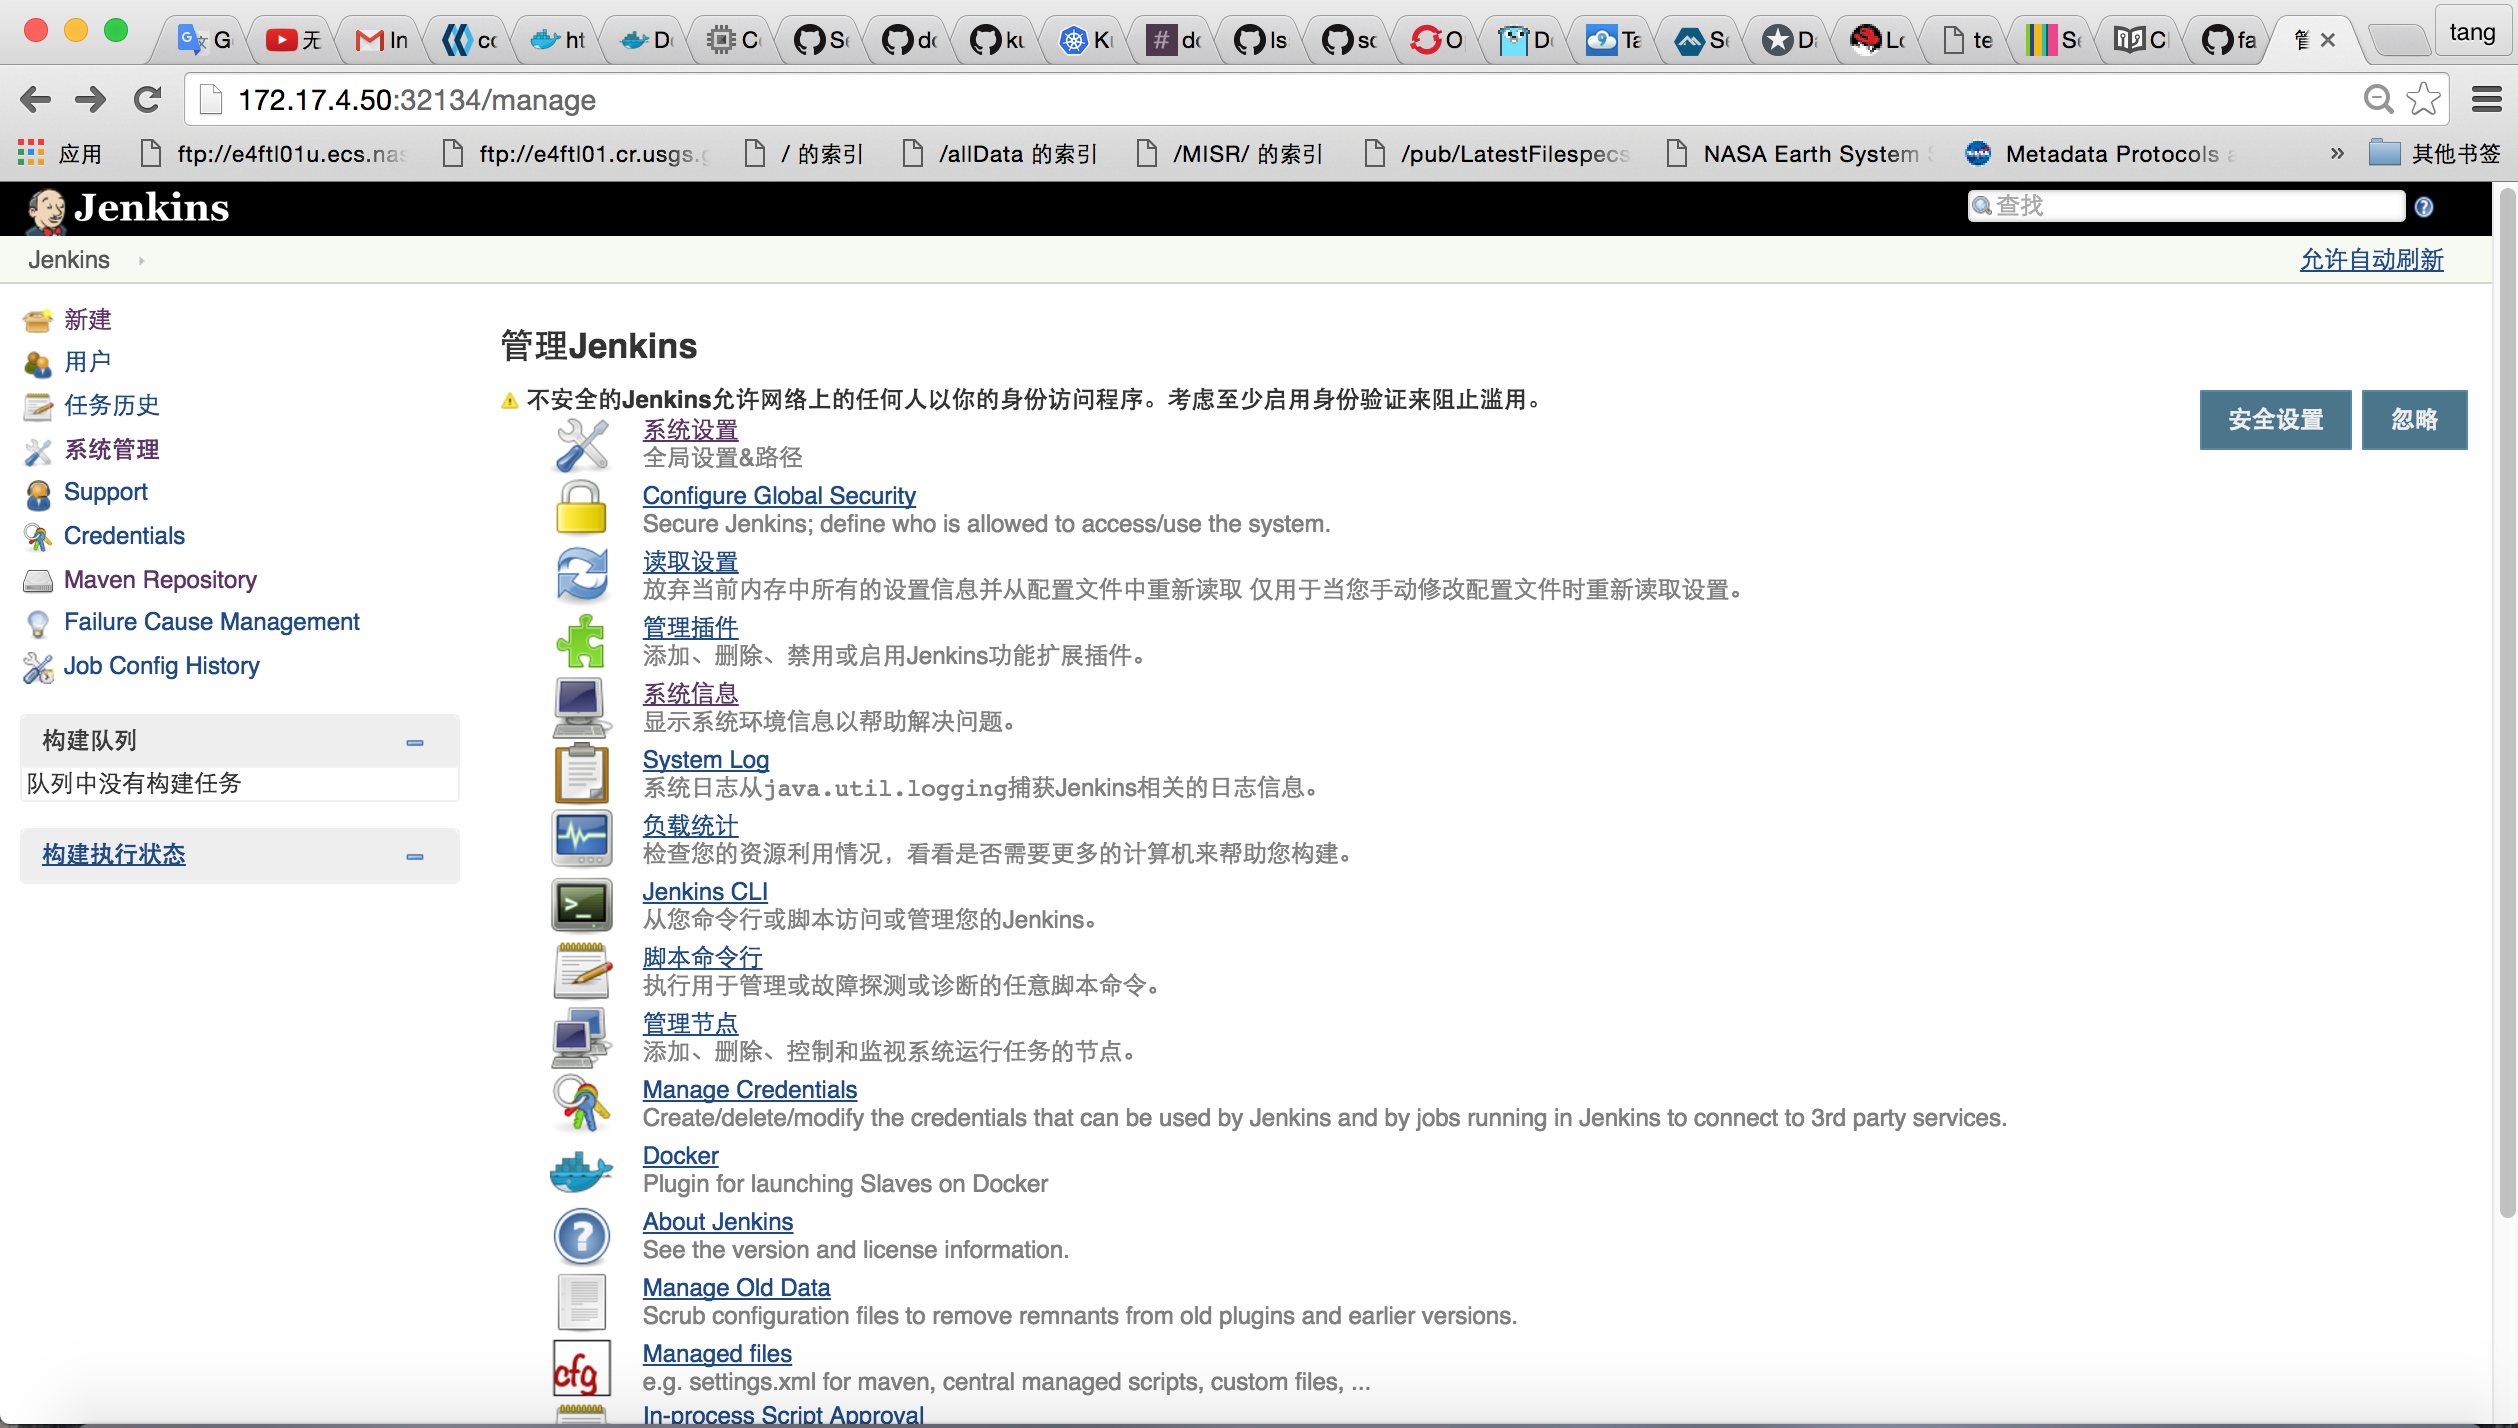 G 无 In cc ht D C S dc ku K # dc ls sc O D Ta S D Lc te S C fa 管 tang
172.17.4.50:32134/manage
应用 ftp://e4ftl01u.ecs.nas ftp://e4ftl01.cr.usgs.g / 的索引 /allData 的索引 /MISR/ 的索引 /pub/LatestFilespecs NASA Earth System Metadata Protocols a » 其他书签
Jenkins 查找
Jenkins 允许自动刷新
新建
用户
任务历史
系统管理
Support
Credentials
Maven Repository
Failure Cause Management
Job Config History
构建队列
队列中没有构建任务
构建执行状态
管理Jenkins
不安全的Jenkins允许网络上的任何人以你的身份访问程序。考虑至少启用身份验证来阻止滥用。
安全设置 忽略
系统设置
全局设置&路径
Configure Global Security
Secure Jenkins; define who is allowed to access/use the system.
读取设置
放弃当前内存中所有的设置信息并从配置文件中重新读取 仅用于当您手动修改配置文件时重新读取设置。
管理插件
添加、删除、禁用或启用Jenkins功能扩展插件。
系统信息
显示系统环境信息以帮助解决问题。
System Log
系统日志从java.util.logging捕获Jenkins相关的日志信息。
负载统计
检查您的资源利用情况，看看是否需要更多的计算机来帮助您构建。
Jenkins CLI
从您命令行或脚本访问或管理您的Jenkins。
脚本命令行
执行用于管理或故障探测或诊断的任意脚本命令。
管理节点
添加、删除、控制和监视系统运行任务的节点。
Manage Credentials
Create/delete/modify the credentials that can be used by Jenkins and by jobs running in Jenkins to connect to 3rd party services.
Docker
Plugin for launching Slaves on Docker
About Jenkins
See the version and license information.
Manage Old Data
Scrub configuration files to remove remnants from old plugins and earlier versions.
cfg
Managed files
e.g. settings.xml for maven, central managed scripts, custom files, ...
In-process Script Approval